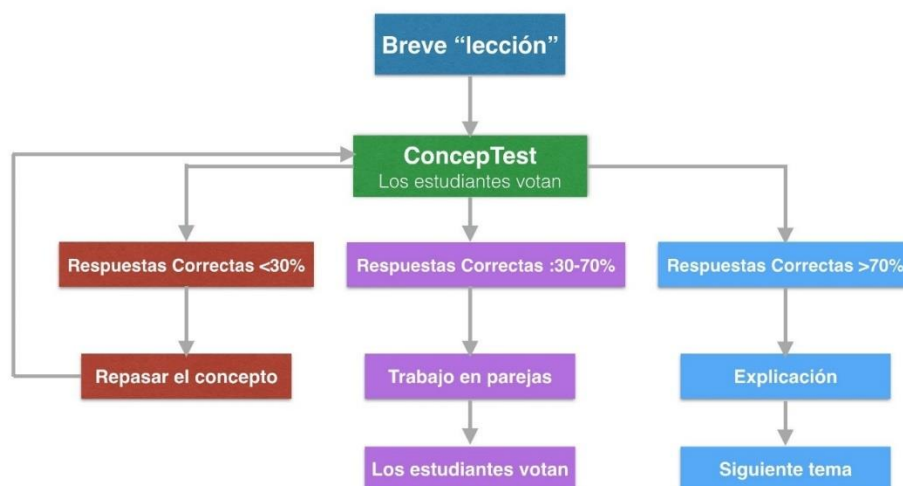 Breve “lección”
ConcepTest
Los estudiantes votan
Respuestas Correctas <30%
Respuestas Correctas :30-70%
Respuestas Correctas >70%
Repasar el concepto
Trabajo en parejas
Explicación
Los estudiantes votan
Siguiente tema